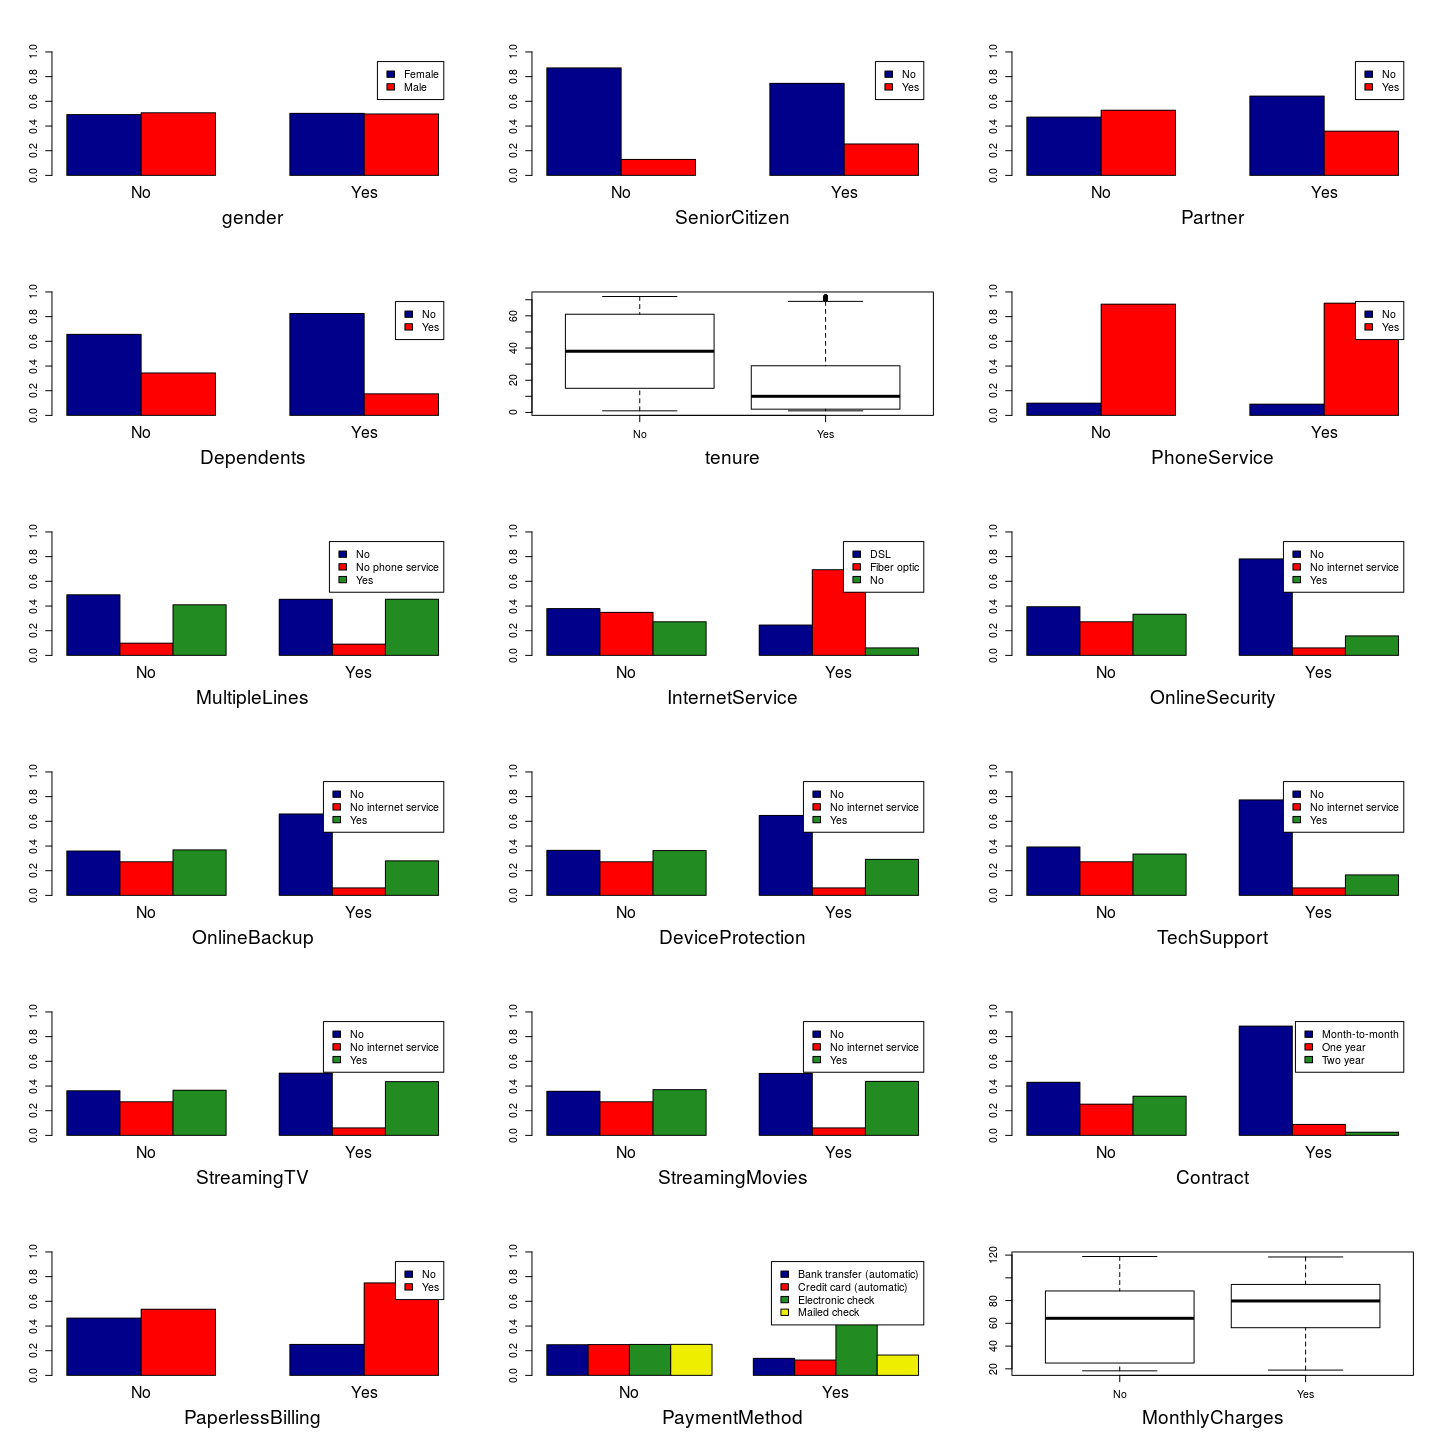 0.0 0.2 0.4 0.6 0.8 1.0
Female
Male
No Yes
gender
0.0 0.2 0.4 0.6 0.8 1.0
No
Yes
No Yes
SeniorCitizen
0.0 0.2 0.4 0.6 0.8 1.0
No
Yes
No Yes
Partner
0.0 0.2 0.4 0.6 0.8 1.0
No
Yes
No Yes
Dependents
0 20 40 60
No Yes
tenure
0.0 0.2 0.4 0.6 0.8 1.0
No
Yes
No Yes
PhoneService
0.0 0.2 0.4 0.6 0.8 1.0
No
No phone service
Yes
No Yes
MultipleLines
0.0 0.2 0.4 0.6 0.8 1.0
DSL
Fiber optic
No
No Yes
InternetService
0.0 0.2 0.4 0.6 0.8 1.0
No
No internet service
Yes
No Yes
OnlineSecurity
0.0 0.2 0.4 0.6 0.8 1.0
No
No internet service
Yes
No Yes
OnlineBackup
0.0 0.2 0.4 0.6 0.8 1.0
No
No internet service
Yes
No Yes
DeviceProtection
0.0 0.2 0.4 0.6 0.8 1.0
No
No internet service
Yes
No Yes
TechSupport
0.0 0.2 0.4 0.6 0.8 1.0
No
No internet service
Yes
No Yes
StreamingTV
0.0 0.2 0.4 0.6 0.8 1.0
No
No internet service
Yes
No Yes
StreamingMovies
0.0 0.2 0.4 0.6 0.8 1.0
Month-to-month
One year
Two year
No Yes
Contract
0.0 0.2 0.4 0.6 0.8 1.0
No
Yes
No Yes
PaperlessBilling
0.0 0.2 0.4 0.6 0.8 1.0
Bank transfer (automatic)
Credit card (automatic)
Electronic check
Mailed check
No Yes
PaymentMethod
20 40 60 80 120
No Yes
MonthlyCharges